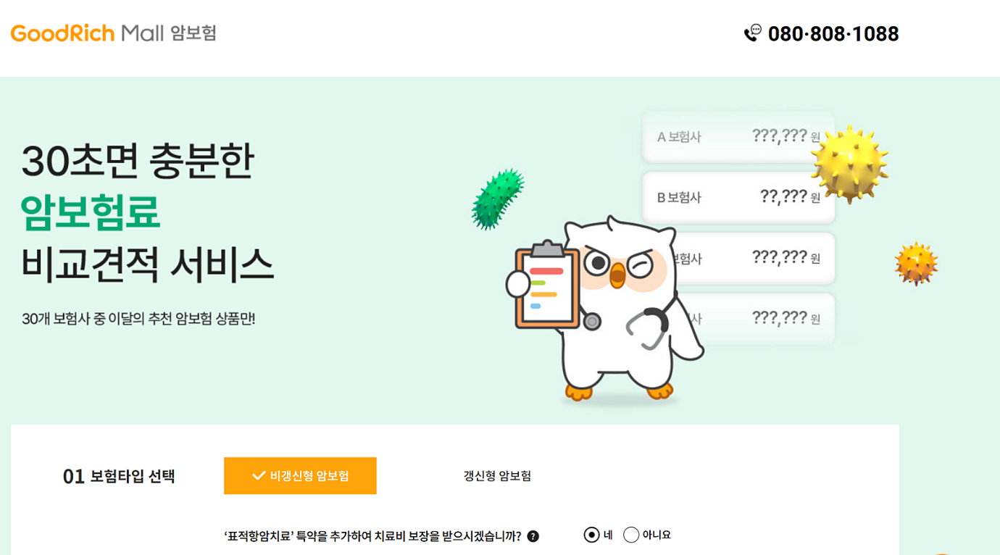 GoodRich Mall 암보험
080·808·1088
30초면 충분한
암보험료
비교견적 서비스
30개 보험사 중 이달의 추천 암보험 상품만!
A 보험사 ???,??? 원
B 보험사 ??,??? 원
보험사 ???,??? 원
사 ???,??? 원
01 보험타입 선택
비갱신형 암보험
갱신형 암보험
‘표적항암치료’ 특약을 추가하여 치료비 보장을 받으시겠습니까? ?
네
아니요